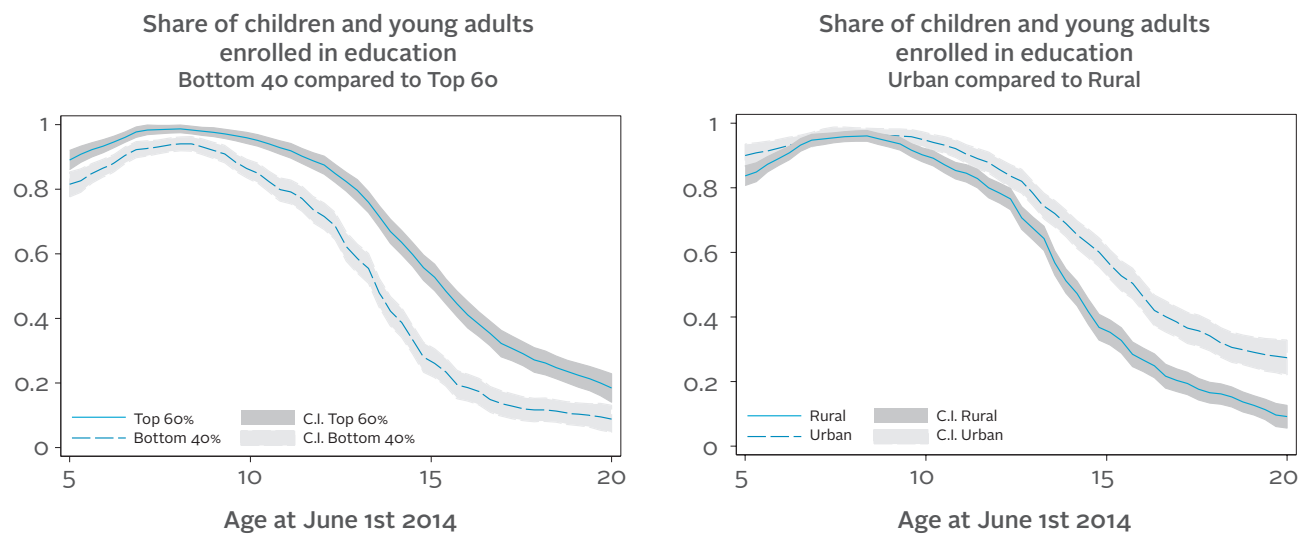 Share of children and young adults
enrolled in education
Bottom 40 compared to Top 60
1
0.8
0.6
0.4
0.2
0
Top 60%
C.I. Top 60%
Bottom 40%
C.I. Bottom 40%
5
10
15
20
Age at June 1st 2014
Share of children and young adults
enrolled in education
Urban compared to Rural
1
0.8
0.6
0.4
0.2
0
Rural
C.I. Rural
Urban
C.I. Urban
5
10
15
20
Age at June 1st 2014